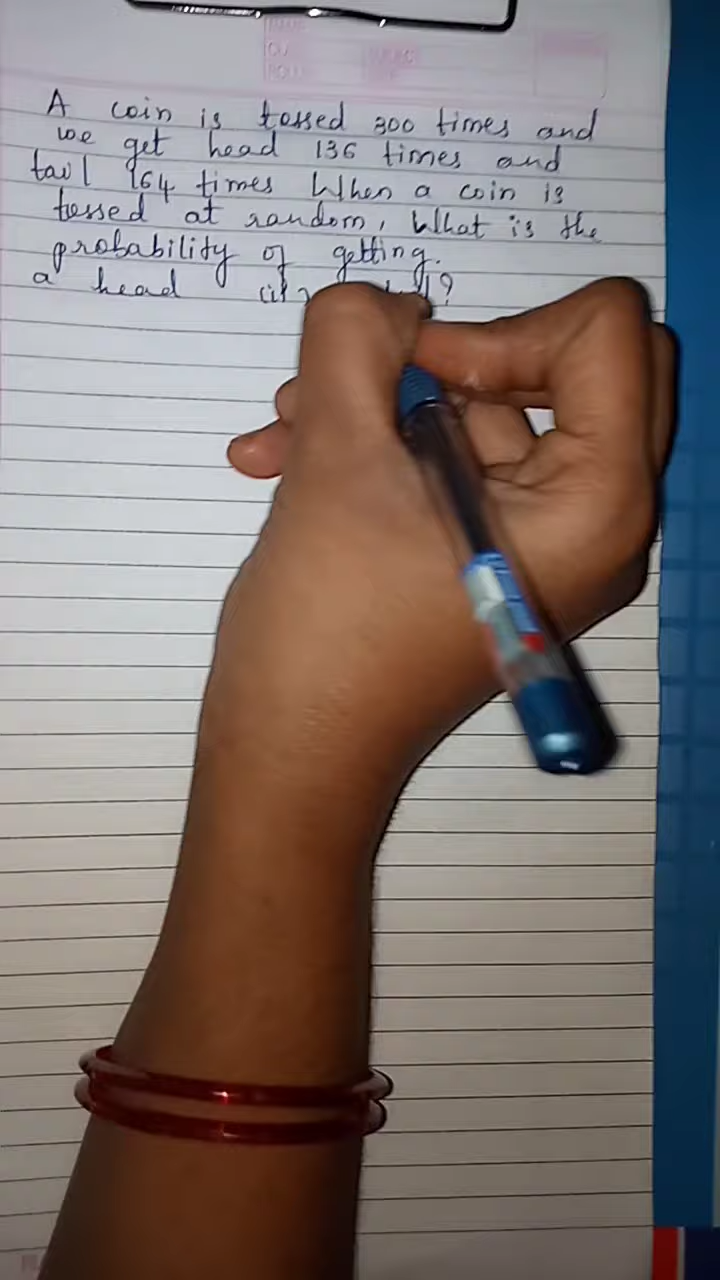 A coin is tossed 300 times and
we get head 136 times and
tail 164 times When a coin is
tossed at random, What is the
probability of getting.
a head (ii)